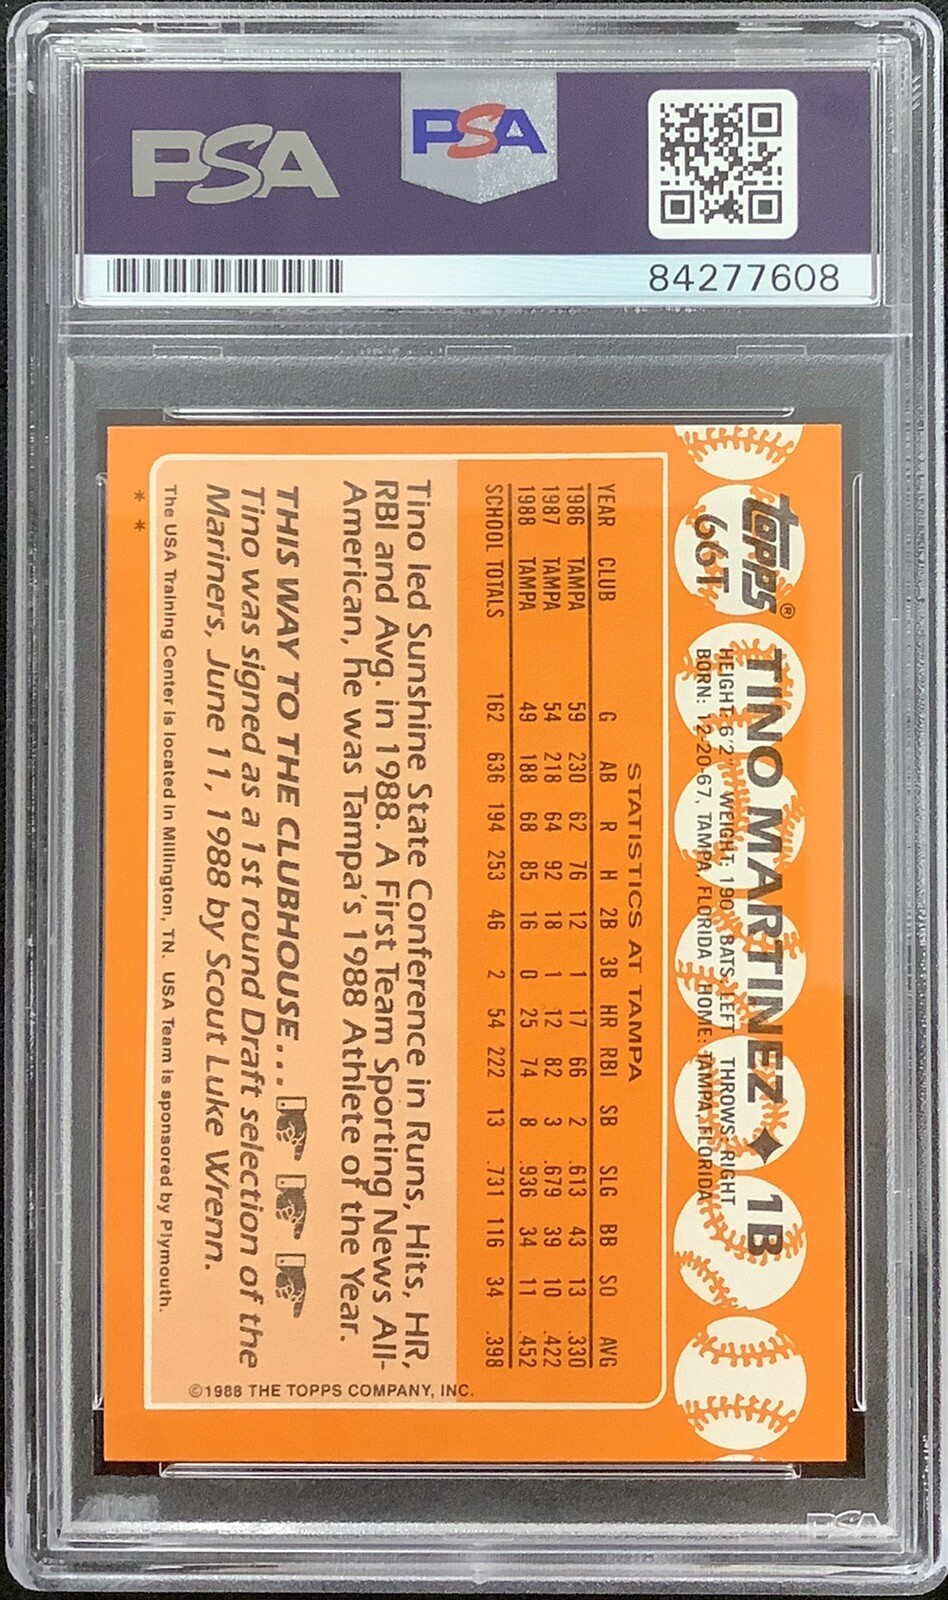 PSA
PSA
84277608
topps®
66T
TINO MARTINEZ ✦ 1B
HEIGHT: 6'2" WEIGHT: 190 BATS: LEFT THROWS: RIGHT
BORN: 12-20-67, TAMPA, FLORIDA HOME: TAMPA, FLORIDA
STATISTICS AT TAMPA
YEAR CLUB G AB R H 2B 3B HR RBI SB SLG BB SO AVG
1986 TAMPA 59 230 62 76 12 1 17 66 2 .613 43 13 .330
1987 TAMPA 54 218 64 92 18 1 12 82 3 .679 39 10 .422
1988 TAMPA 49 188 68 85 16 0 25 74 8 .936 34 11 .452
SCHOOL TOTALS 162 636 194 253 46 2 54 222 13 .731 116 34 .398
Tino led Sunshine State Conference in Runs, Hits, HR,
RBI and Avg. in 1988. A First Team Sporting News All-
American, he was Tampa's 1988 Athlete of the Year.
THIS WAY TO THE CLUBHOUSE...
Tino was signed as a 1st round Draft selection of the
Mariners, June 11, 1988 by Scout Luke Wrenn.
The USA Training Center is located in Millington, TN. USA Team is sponsored by Plymouth.
* *
©1988 THE TOPPS COMPANY, INC.
PSA